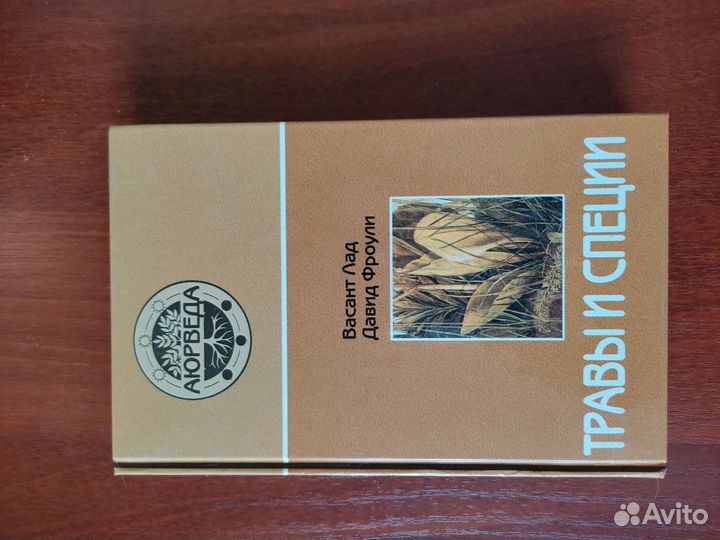 АЮРВЕДА
Васант Лад
Давид Фроули
ТРАВЫ И СПЕЦИИ
Avito